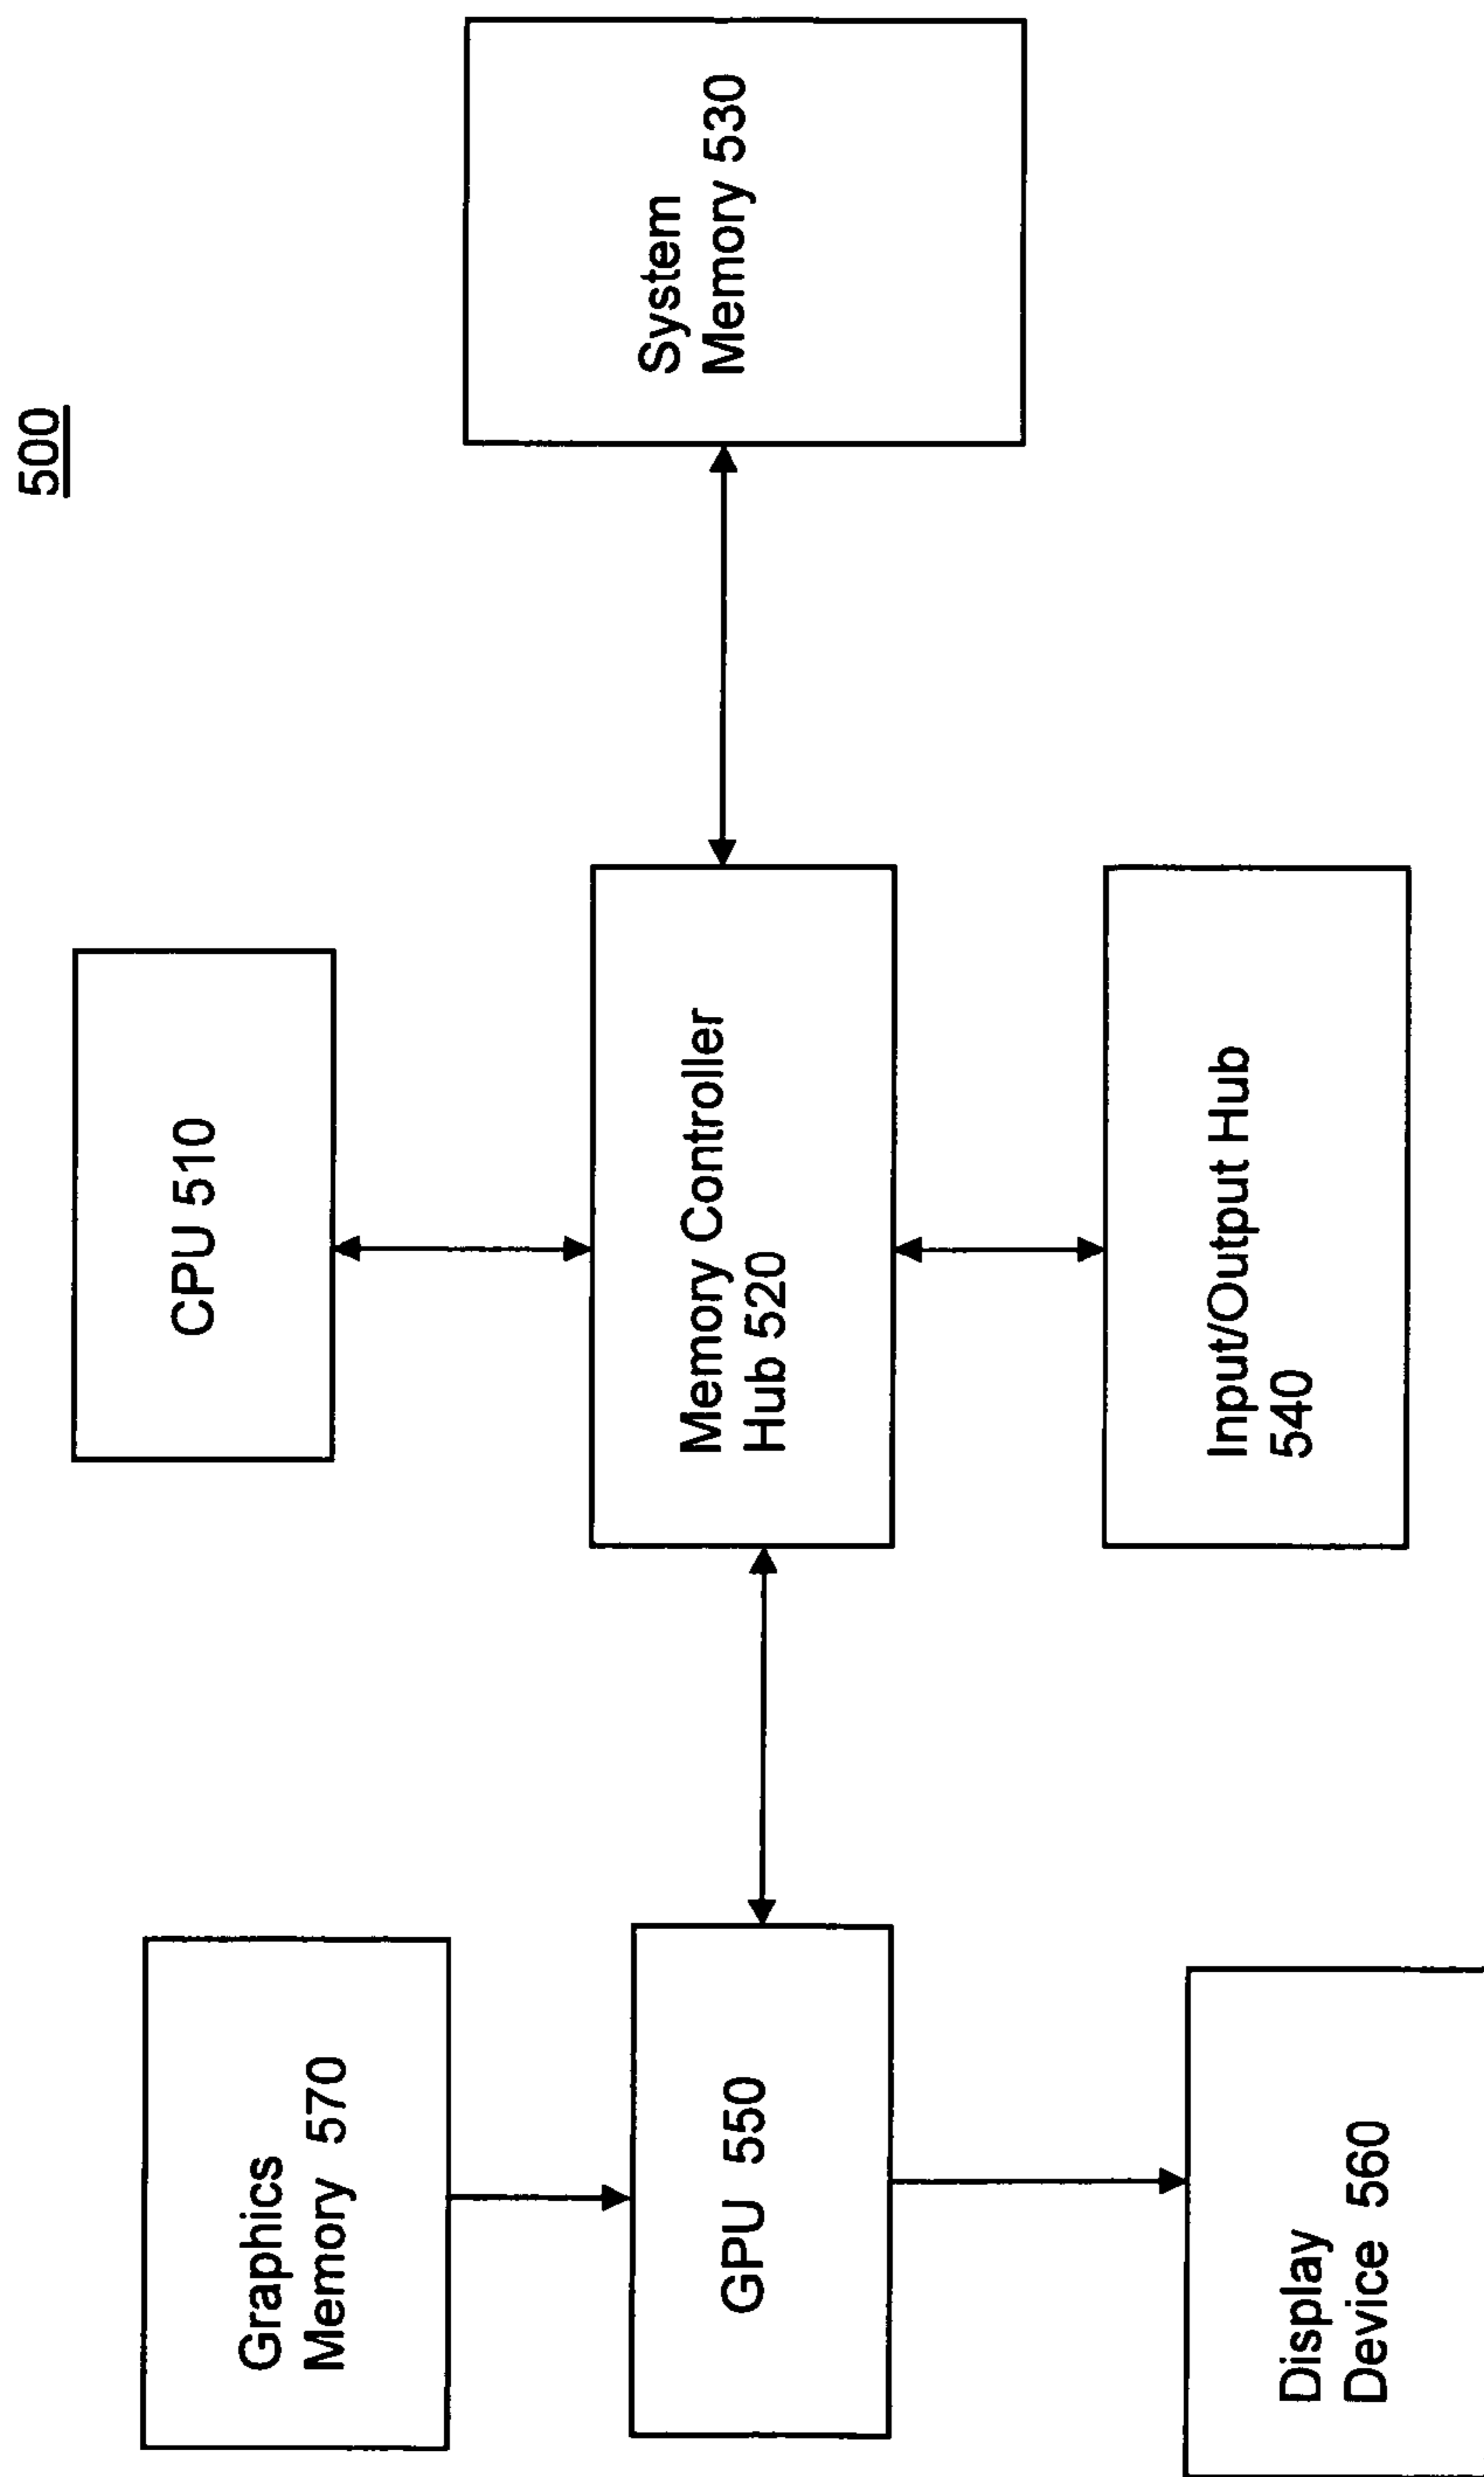 500
CPU 510
Graphics
Memory 570
System
Memory 530
Memory Controller
Hub 520
GPU 550
Input/Output Hub
540
Display
Device 560